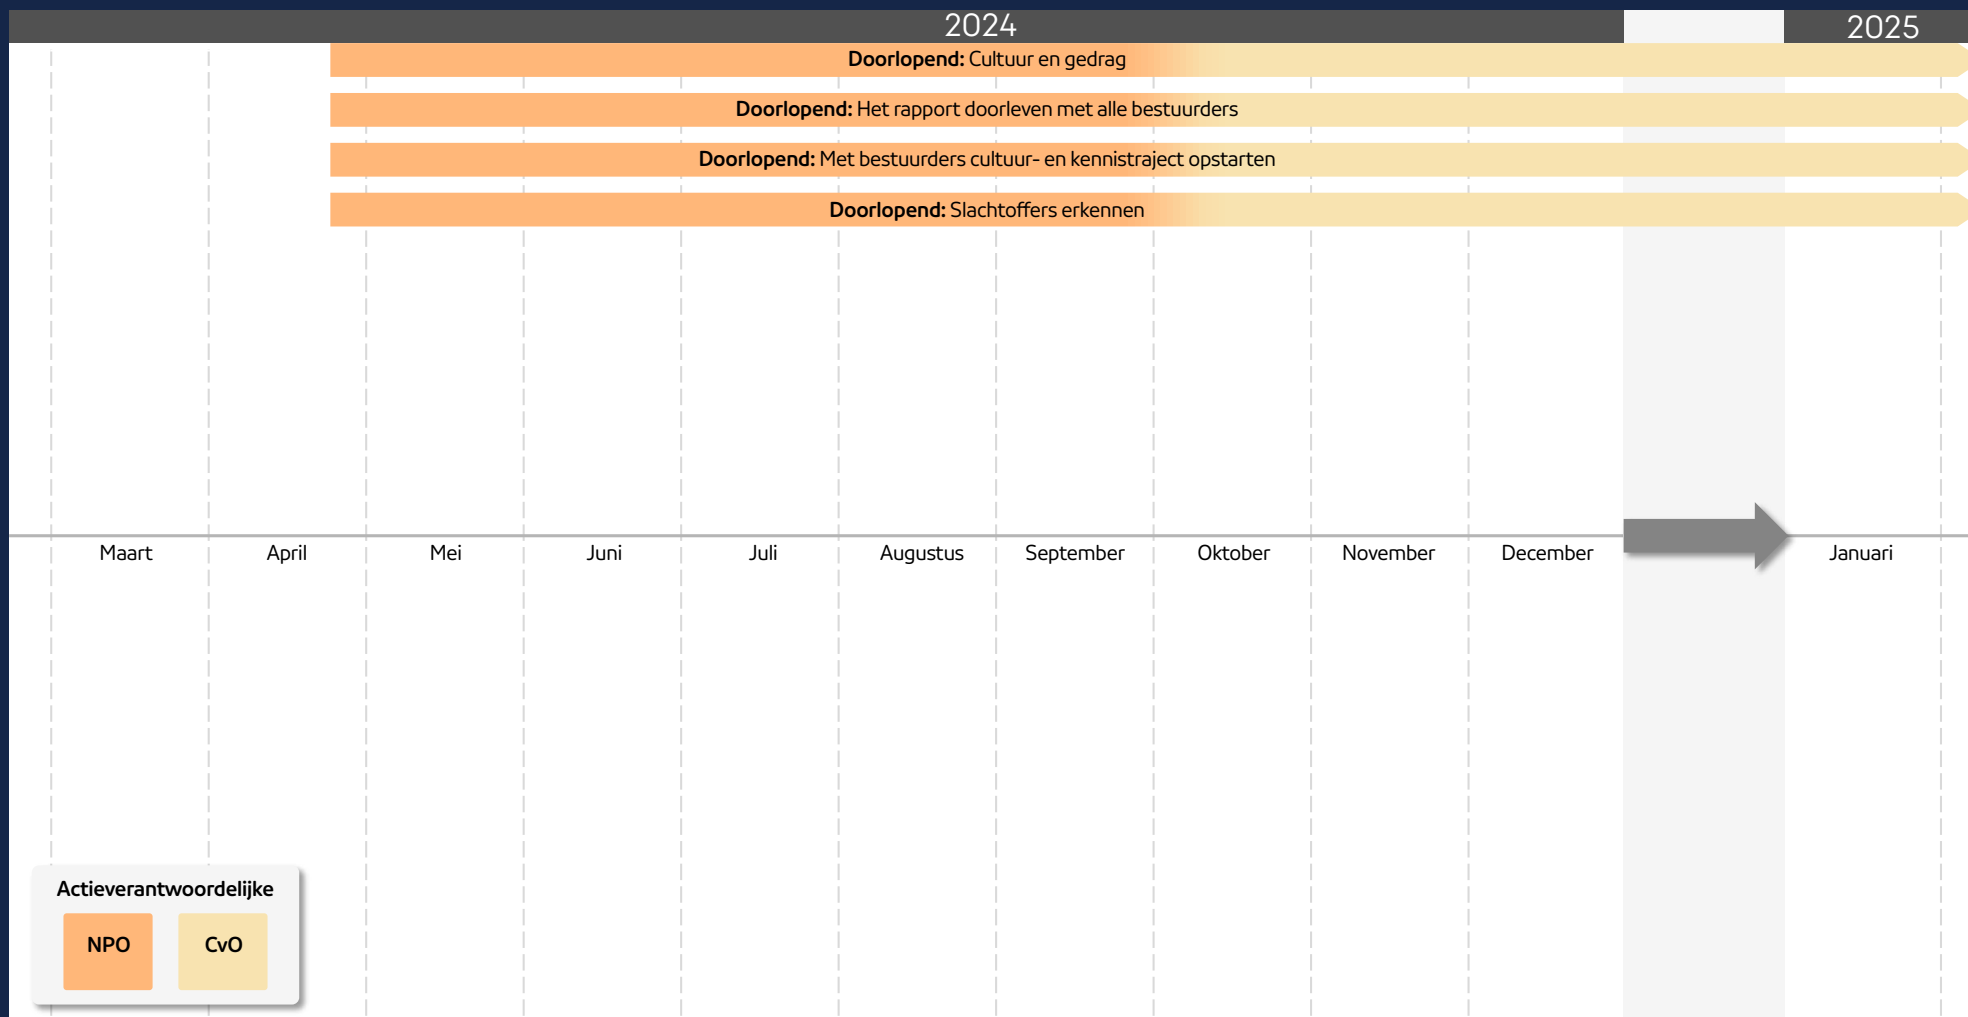 2024
2025
Doorlopend: Cultuur en gedrag
Doorlopend: Het rapport doorleven met alle bestuurders
Doorlopend: Met bestuurders cultuur- en kennistraject opstarten
Doorlopend: Slachtoffers erkennen
Maart
April
Mei
Juni
Juli
Augustus
September
Oktober
November
December
Januari
Actieverantwoordelijke
NPO
CvO